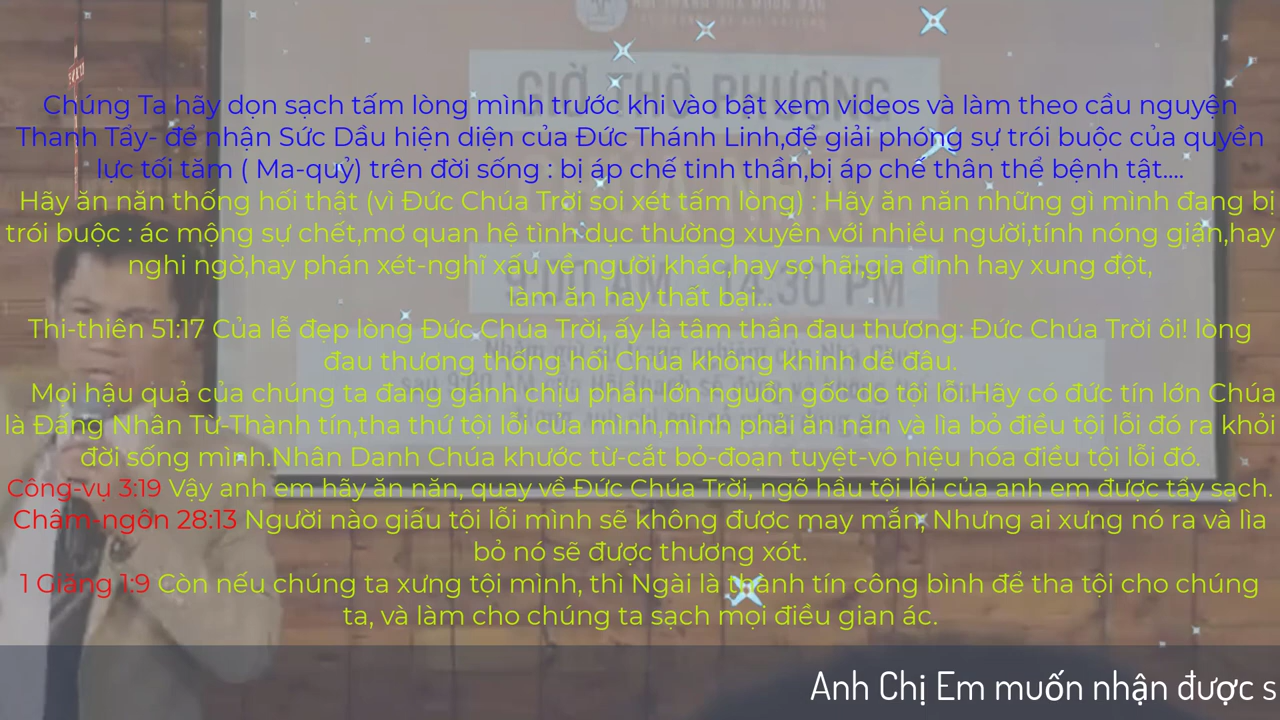 GIỜ THỜ PHƯỢNG
Chúng Ta hãy dọn sạch tấm lòng mình trước khi vào bật xem videos và làm theo cầu nguyện
Thanh Tẩy- để nhận Sức Dầu hiện diện của Đức Thánh Linh,để giải phóng sự trói buộc của quyền
lực tối tăm ( Ma-quỷ) trên đời sống : bị áp chế tinh thần,bị áp chế thân thể bệnh tật....
Hãy ăn năn thống hối thật (vì Đức Chúa Trời soi xét tấm lòng) : Hãy ăn năn những gì mình đang bị
trói buộc : ác mộng sự chết,mơ quan hệ tình dục thường xuyên với nhiều người,tính nóng giận,hay
nghi ngờ,hay phán xét-nghĩ xấu về người khác,hay sợ hãi,gia đình hay xung đột,
làm ăn hay thất bại...
Thi-thiên 51:17 Của lễ đẹp lòng Đức Chúa Trời, ấy là tâm thần đau thương: Đức Chúa Trời ôi! lòng
đau thương thống hối Chúa không khinh dể đâu.
Mọi hậu quả của chúng ta đang gánh chịu phần lớn nguồn gốc do tội lỗi:Hãy có đức tín lớn Chúa
là Đấng Nhân Từ-Thành tín,tha thứ tội lỗi của mình,mình phải ăn năn và lìa bỏ điều tội lỗi đó ra khỏi
đời sống mình.Nhân Danh Chúa khước từ-cắt bỏ-đoạn tuyệt-vô hiệu hóa điều tội lỗi đó.
Công-vụ 3:19 Vậy anh em hãy ăn năn, quay về Đức Chúa Trời, ngõ hầu tội lỗi của anh em được tẩy sạch.
Châm-ngôn 28:13 Người nào giấu tội lỗi mình sẽ không được may mắn; Nhưng ai xưng nó ra và lìa
bỏ nó sẽ được thương xót.
1 Giăng 1:9 Còn nếu chúng ta xưng tội mình, thì Ngài là thành tín công bình để tha tội cho chúng
ta, và làm cho chúng ta sạch mọi điều gian ác.
Anh Chị Em muốn nhận được s